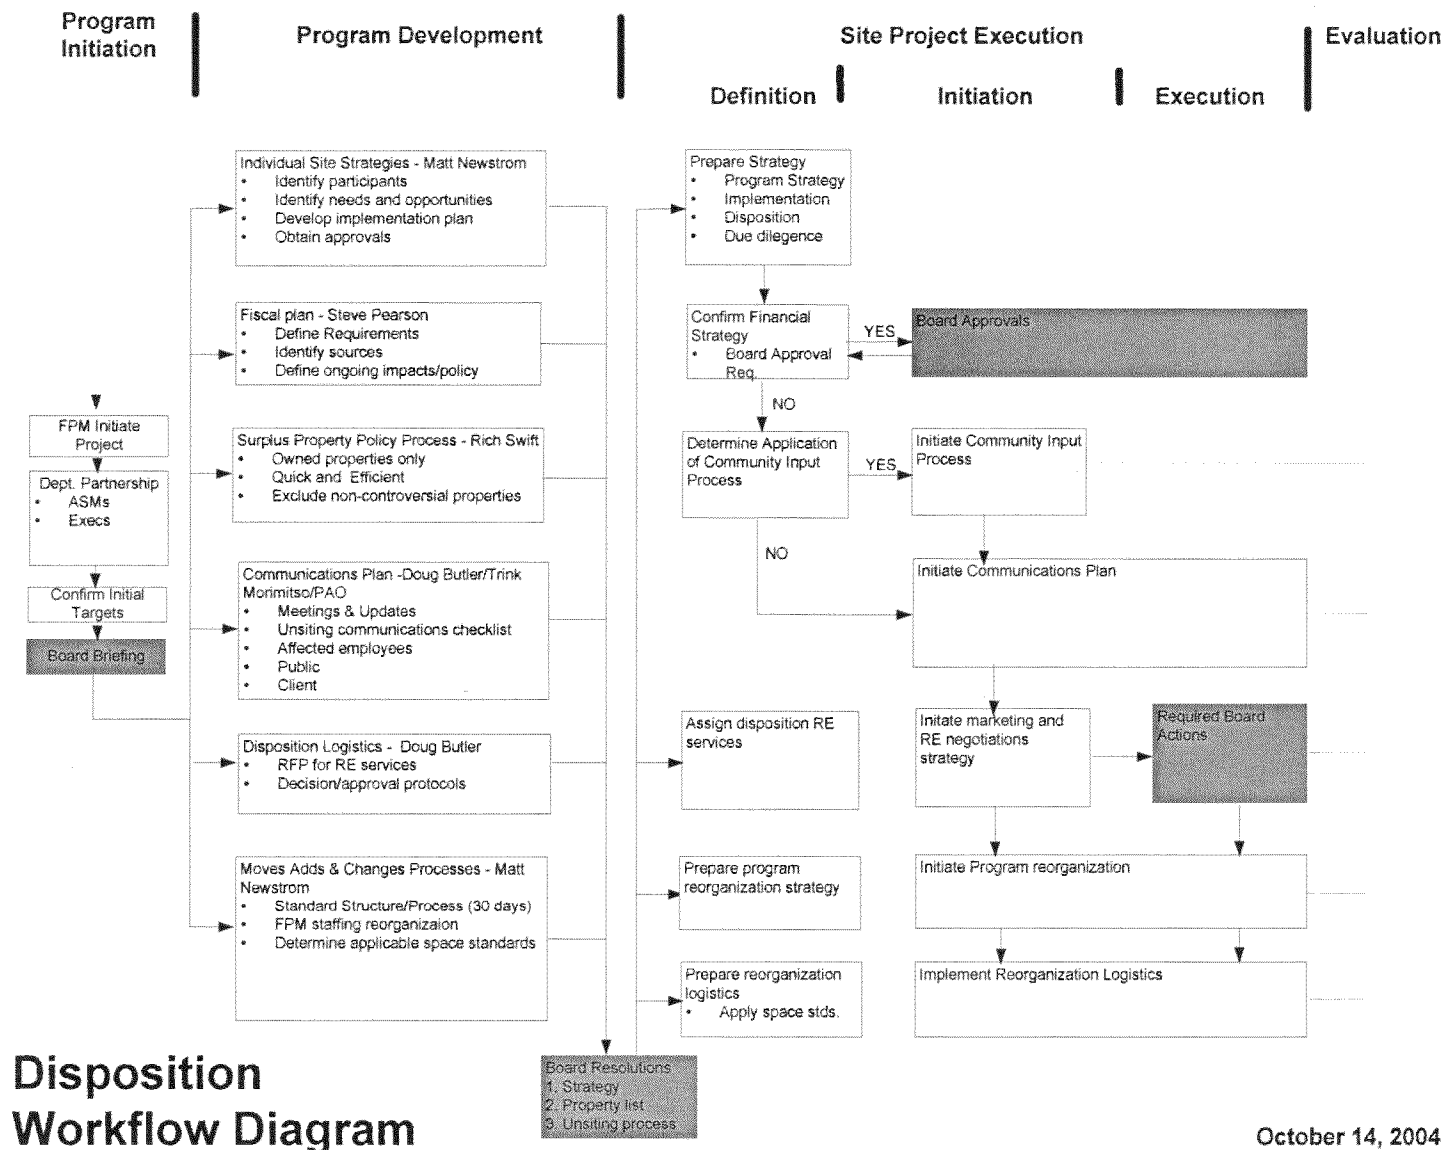 Program
Initiation
Program Development
Site Project Execution
Evaluation
Definition
Initiation
Execution
FPM Initiate
Project
Dept. Partnership
• ASMs
• Execs
Confirm Initial
Targets
Board Briefing
Individual Site Strategies - Matt Newstrom
• Identify participants
• Identify needs and opportunities
• Develop implementation plan
• Obtain approvals
Fiscal plan - Steve Pearson
• Define Requirements
• Identify sources
• Define ongoing impacts/policy
Surplus Property Policy Process - Rich Swift
• Owned properties only
• Quick and Efficient
• Exclude non-controversial properties
Communications Plan -Doug Butler/Trink
Morimitso/PAO
• Meetings & Updates
• Unsiting communications checklist
• Affected employees
• Public
• Client
Disposition Logistics - Doug Butler
• RFP for RE services
• Decision/approval protocols
Moves Adds & Changes Processes - Matt
Newstrom
• Standard Structure/Process (30 days)
• FPM staffing reorganizaion
• Determine applicable space standards
Board Resolutions
1. Strategy
2. Property list
3. Unsiting process
Prepare Strategy
• Program Strategy
• Implementation
• Disposition
• Due dilegence
Confirm Financial
Strategy
• Board Approval
Req.
YES
Board Approvals
NO
Determine Application
of Community Input
Process
YES
Initiate Community Input
Process
NO
Initiate Communications Plan
Assign disposition RE
services
Initate marketing and
RE negotiations
strategy
Required Board
Actions
Prepare program
reorganization strategy
Initiate Program reorganization
Prepare reorganization
logistics
• Apply space stds.
Implement Reorganization Logistics
Disposition
Workflow Diagram
October 14, 2004